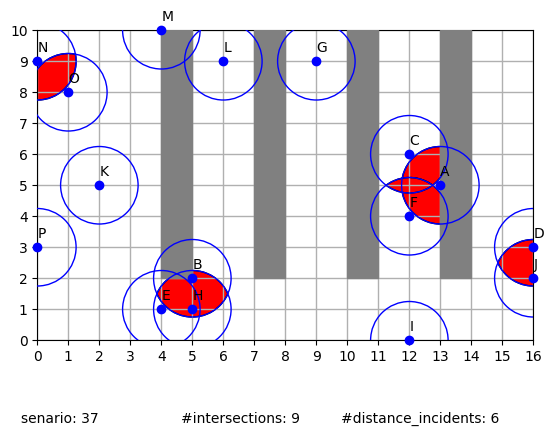 M
10
N
L
G
9
O
8
7
C
6
K
A
5
F
4
P
D
3
B
J
2
E
H
1
I
0
0 1 2 3 4 5 6 7 8 9 10 11 12 13 14 15 16
senario: 37 #intersections: 9 #distance_incidents: 6